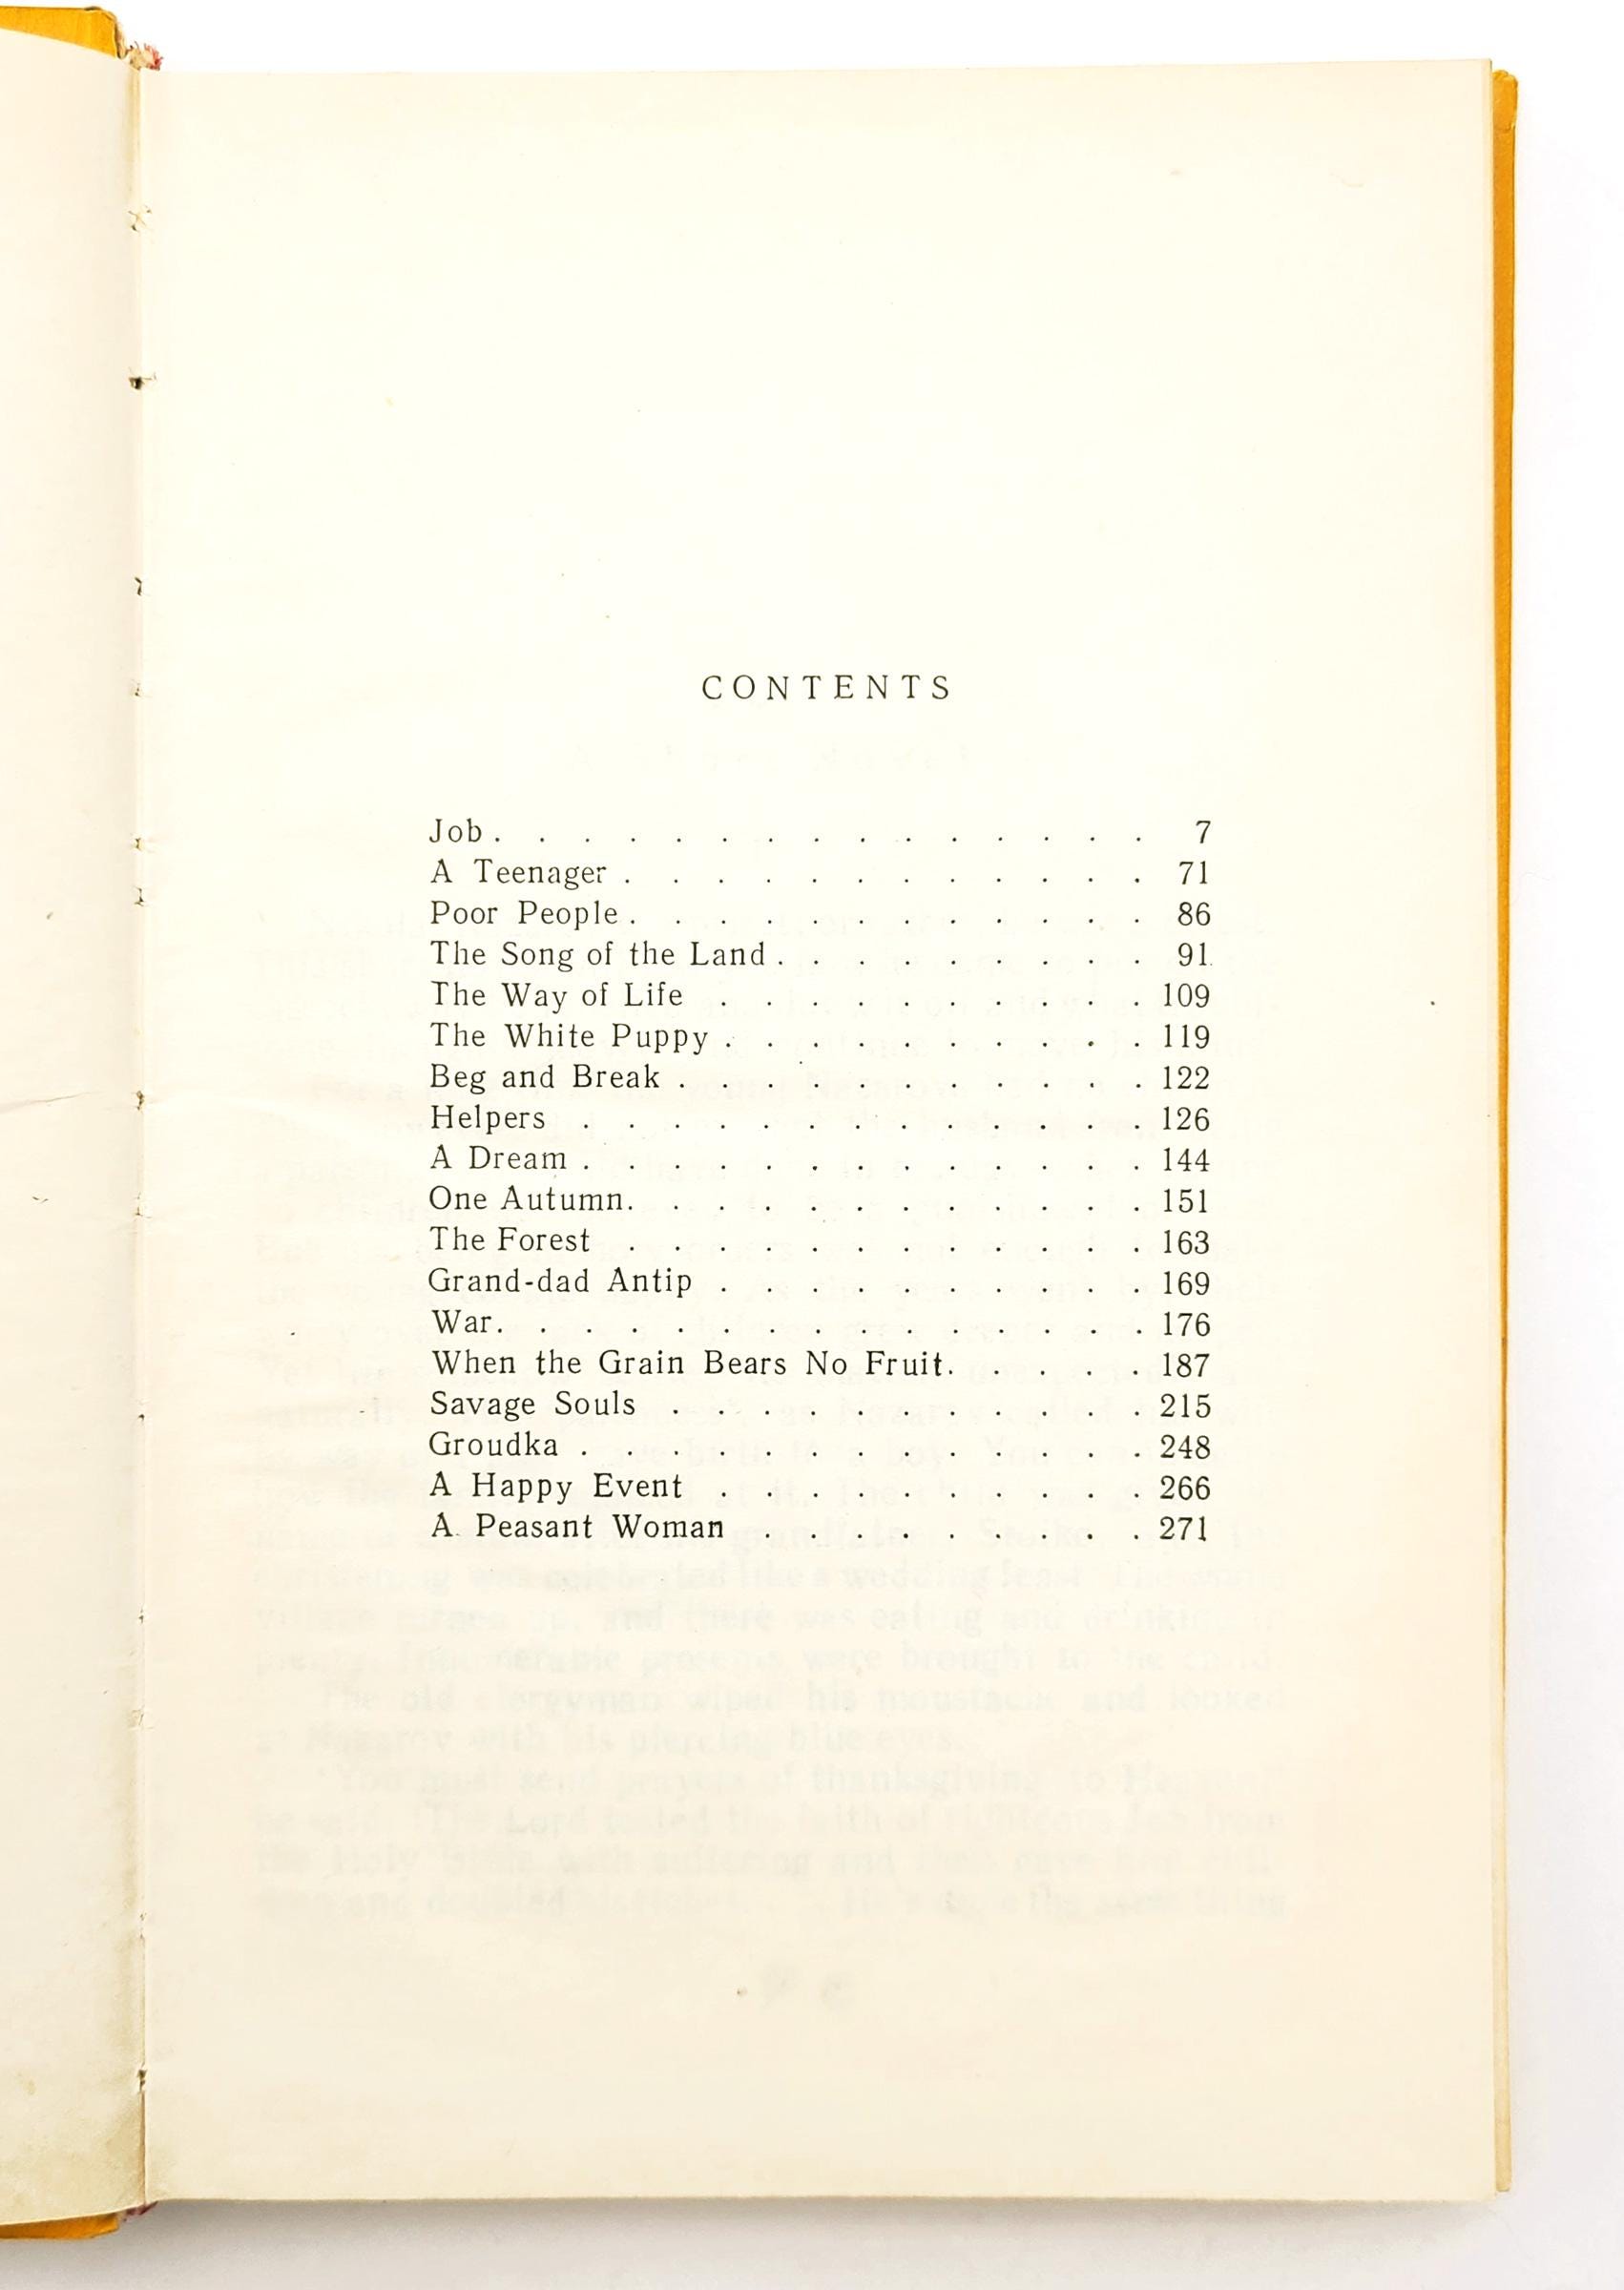 CONTENTS
Job . . . . . . . . . . . . . . . 7
A Teenager . . . . . . . . . . . . 71
Poor People . . . . . . . . . . . . 86
The Song of the Land . . . . . . . . . 91
The Way of Life . . . . . . . . . . 109
The White Puppy . . . . . . . . . . 119
Beg and Break . . . . . . . . . . . 122
Helpers . . . . . . . . . . . . . 126
A Dream . . . . . . . . . . . . . 144
One Autumn . . . . . . . . . . . . 151
The Forest . . . . . . . . . . . . 163
Grand-dad Antip . . . . . . . . . . 169
War . . . . . . . . . . . . . . . 176
When the Grain Bears No Fruit . . . . . 187
Savage Souls . . . . . . . . . . . 215
Groudka . . . . . . . . . . . . . 248
A Happy Event . . . . . . . . . . 266
A Peasant Woman . . . . . . . . . 271